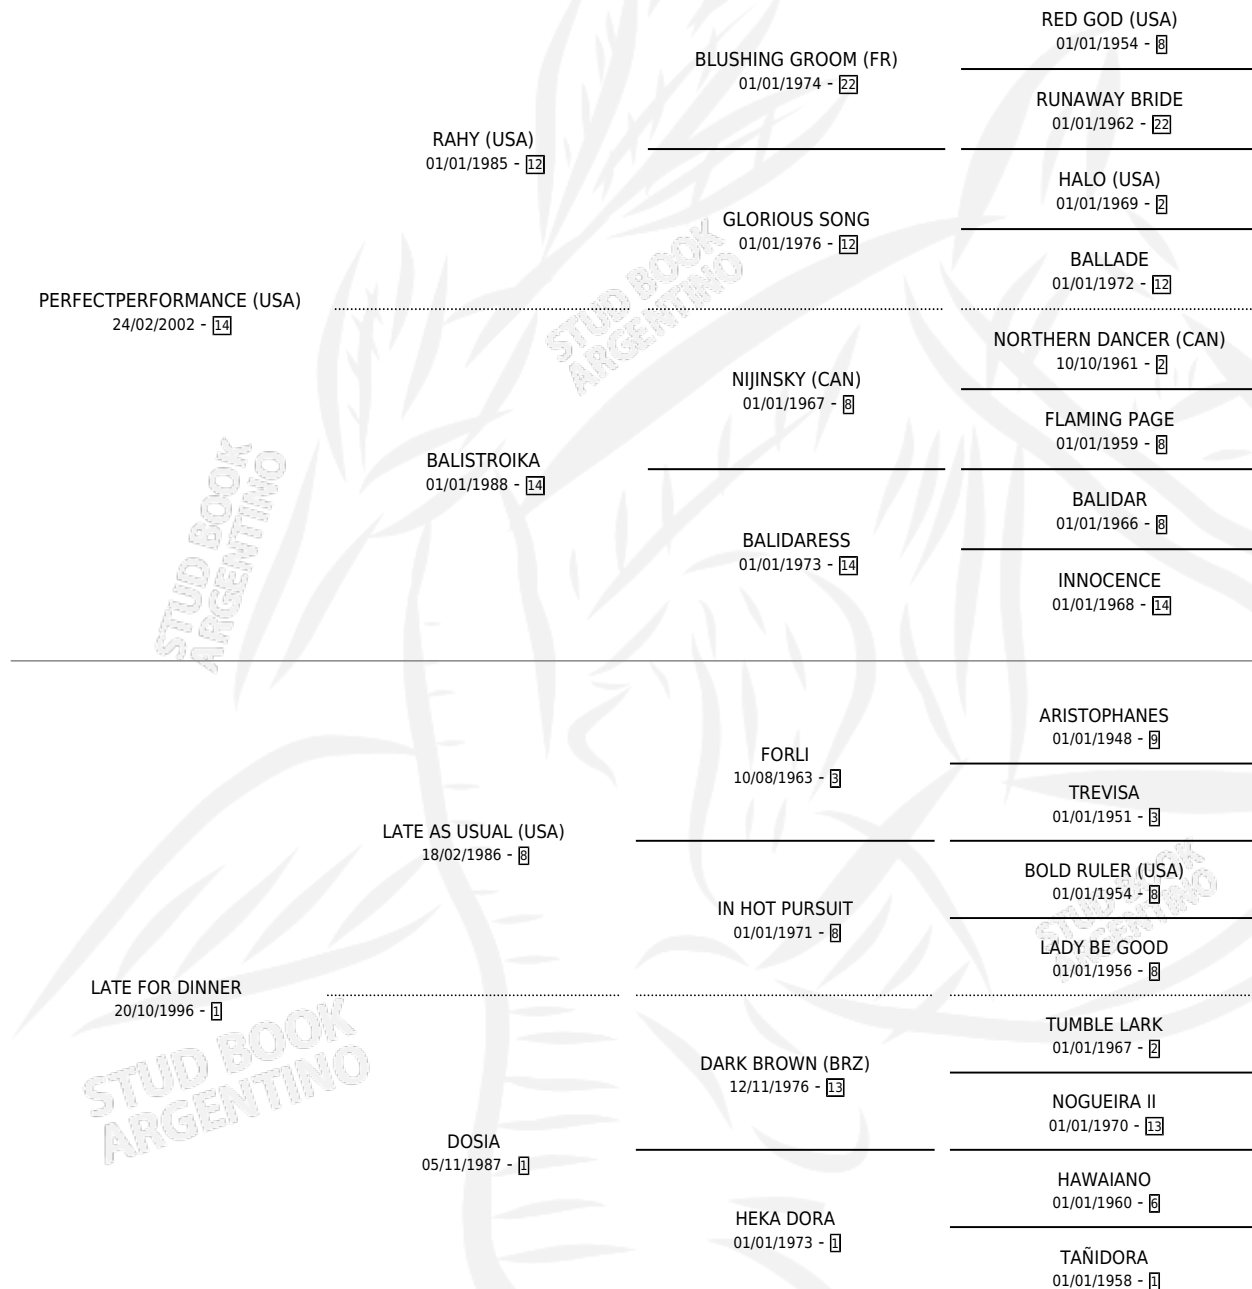 RED GOD (USA)
01/01/1954 - 8
BLUSHING GROOM (FR)
01/01/1974 - 22
RUNAWAY BRIDE
01/01/1962 - 22
RAHY (USA)
01/01/1985 - 12
HALO (USA)
01/01/1969 - 2
GLORIOUS SONG
01/01/1976 - 12
BALLADE
01/01/1972 - 12
PERFECTPERFORMANCE (USA)
24/02/2002 - 14
NORTHERN DANCER (CAN)
10/10/1961 - 2
NIJINSKY (CAN)
01/01/1967 - 8
FLAMING PAGE
01/01/1959 - 8
BALISTROIKA
01/01/1988 - 14
BALIDAR
01/01/1966 - 8
BALIDARESS
01/01/1973 - 14
INNOCENCE
01/01/1968 - 14
ARISTOPHANES
01/01/1948 - 9
FORLI
10/08/1963 - 3
TREVISA
01/01/1951 - 3
LATE AS USUAL (USA)
18/02/1986 - 8
BOLD RULER (USA)
01/01/1954 - 8
IN HOT PURSUIT
01/01/1971 - 8
LADY BE GOOD
01/01/1956 - 8
LATE FOR DINNER
20/10/1996 - 1
TUMBLE LARK
01/01/1967 - 2
DARK BROWN (BRZ)
12/11/1976 - 13
NOGUEIRA II
01/01/1970 - 13
DOSIA
05/11/1987 - 1
HAWAIANO
01/01/1960 - 6
HEKA DORA
01/01/1973 - 1
TAÑIDORA
01/01/1958 - 1
STUD BOOK
ARGENTINO
STUD BOOK
ARGENTINO
STUD BOOK
ARGENTINO
STUD BOOK
ARGENTINO